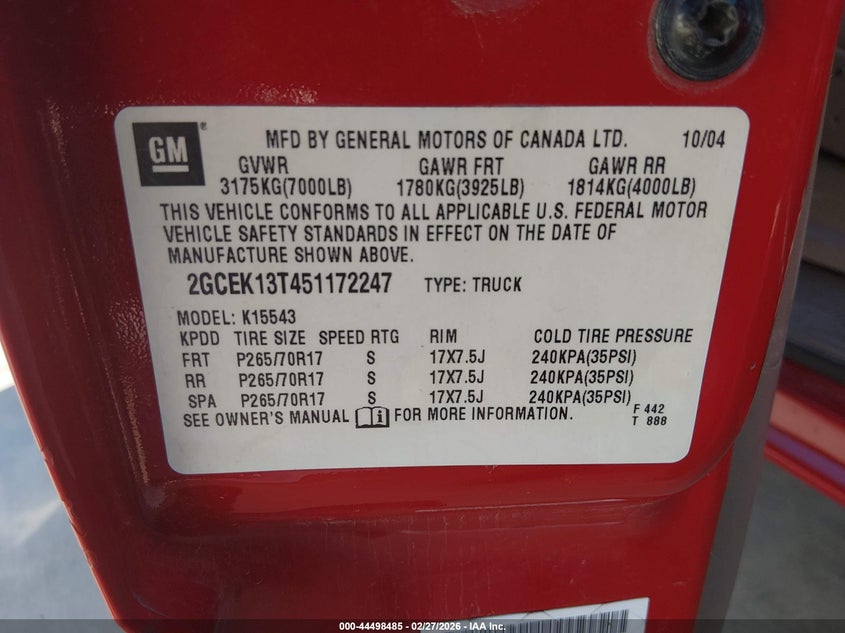 GM ® MFD BY GENERAL MOTORS OF CANADA LTD. 10/04
GVWR GAWR FRT GAWR RR
3175KG(7000LB) 1780KG(3925LB) 1814KG(4000LB)
THIS VEHICLE CONFORMS TO ALL APPLICABLE U.S. FEDERAL MOTOR
VEHICLE SAFETY STANDARDS IN EFFECT ON THE DATE OF
MANUFACTURE SHOWN ABOVE.
2GCEK13T451172247 TYPE: TRUCK
MODEL: K15543
KPDD TIRE SIZE SPEED RTG RIM COLD TIRE PRESSURE
FRT P265/70R17 S 17X7.5J 240KPA(35PSI)
RR P265/70R17 S 17X7.5J 240KPA(35PSI)
SPA P265/70R17 S 17X7.5J 240KPA(35PSI)
SEE OWNER'S MANUAL FOR MORE INFORMATION. F 442
T 888
000-44498485 - 02/27/2026 - IAA Inc.